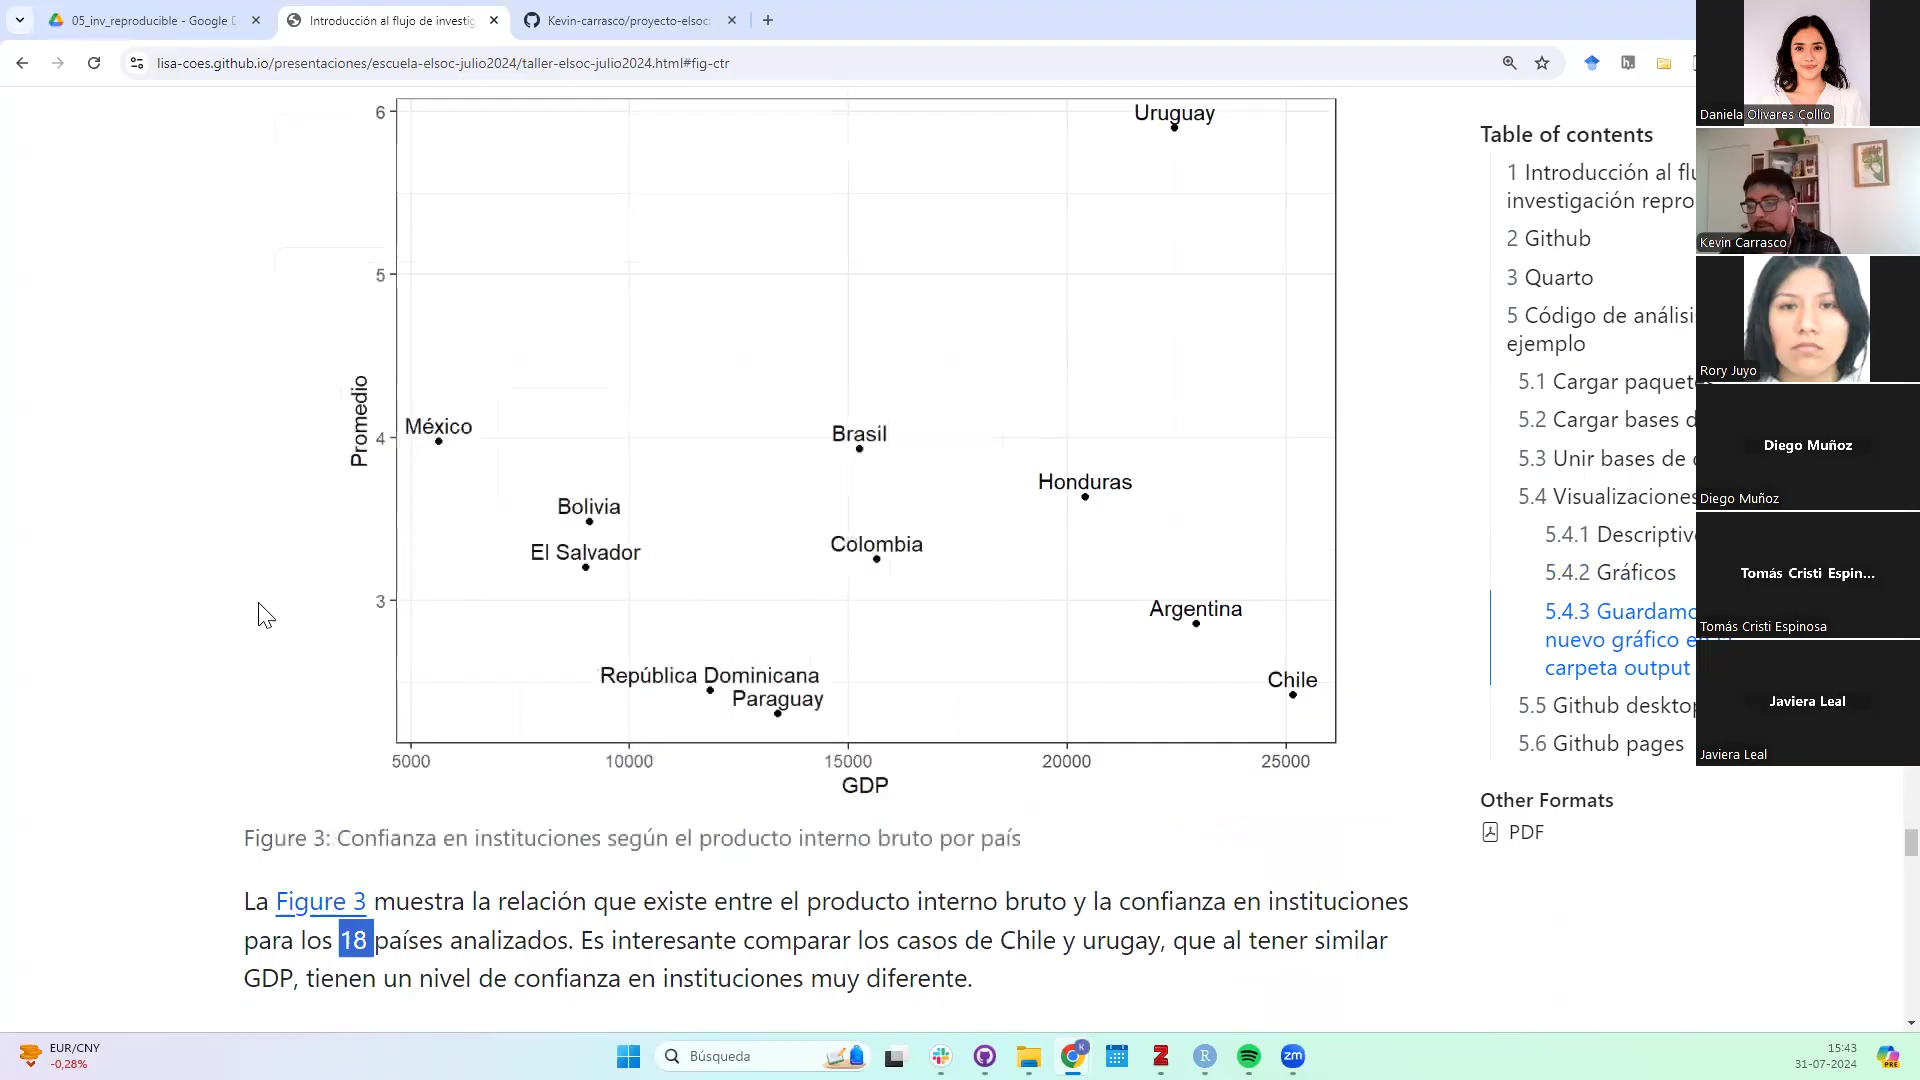 05_inv_reproducible - Google D
Introducción al flujo de investig
Kevin-carrasco/proyecto-elsoc
lisa-coes.github.io/presentaciones/escuela-elsoc-julio2024/taller-elsoc-julio2024.html#fig-ctr
6
5
4
3
Promedio
Uruguay
México
Brasil
Honduras
Bolivia
El Salvador
Colombia
Argentina
República Dominicana
Paraguay
Chile
5000
10000
15000
20000
25000
GDP
Figure 3: Confianza en instituciones según el producto interno bruto por país
La Figure 3 muestra la relación que existe entre el producto interno bruto y la confianza en instituciones
para los 18 países analizados. Es interesante comparar los casos de Chile y urugay, que al tener similar
GDP, tienen un nivel de confianza en instituciones muy diferente.
Table of contents
1 Introducción al flu
investigación repro
2 Github
3 Quarto
5 Código de análisis
ejemplo
5.1 Cargar paquetes
5.2 Cargar bases d
5.3 Unir bases de
5.4 Visualizaciones
5.4.1 Descriptiv
5.4.2 Gráficos
5.4.3 Guardamo
nuevo gráfico en
carpeta output
5.5 Github desktop
5.6 Github pages
Other Formats
PDF
Daniela Olivares Collío
Kevin Carrasco
Rory Juyo
Diego Muñoz
Diego Muñoz
Tomás Cristi Espin...
Tomás Cristi Espinosa
Javiera Leal
Javiera Leal
EUR/CNY
-0,28%
Búsqueda
K
Z
R
zm
15:43
31-07-2024
PRE